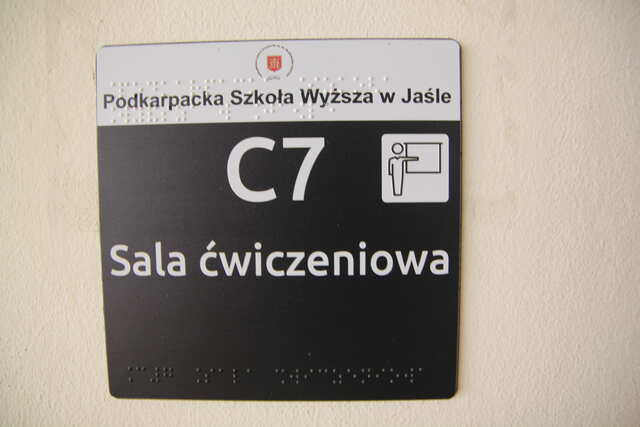 Podkarpacka Szkoła Wyższa w Jaśle
C7
Sala ćwiczeniowa